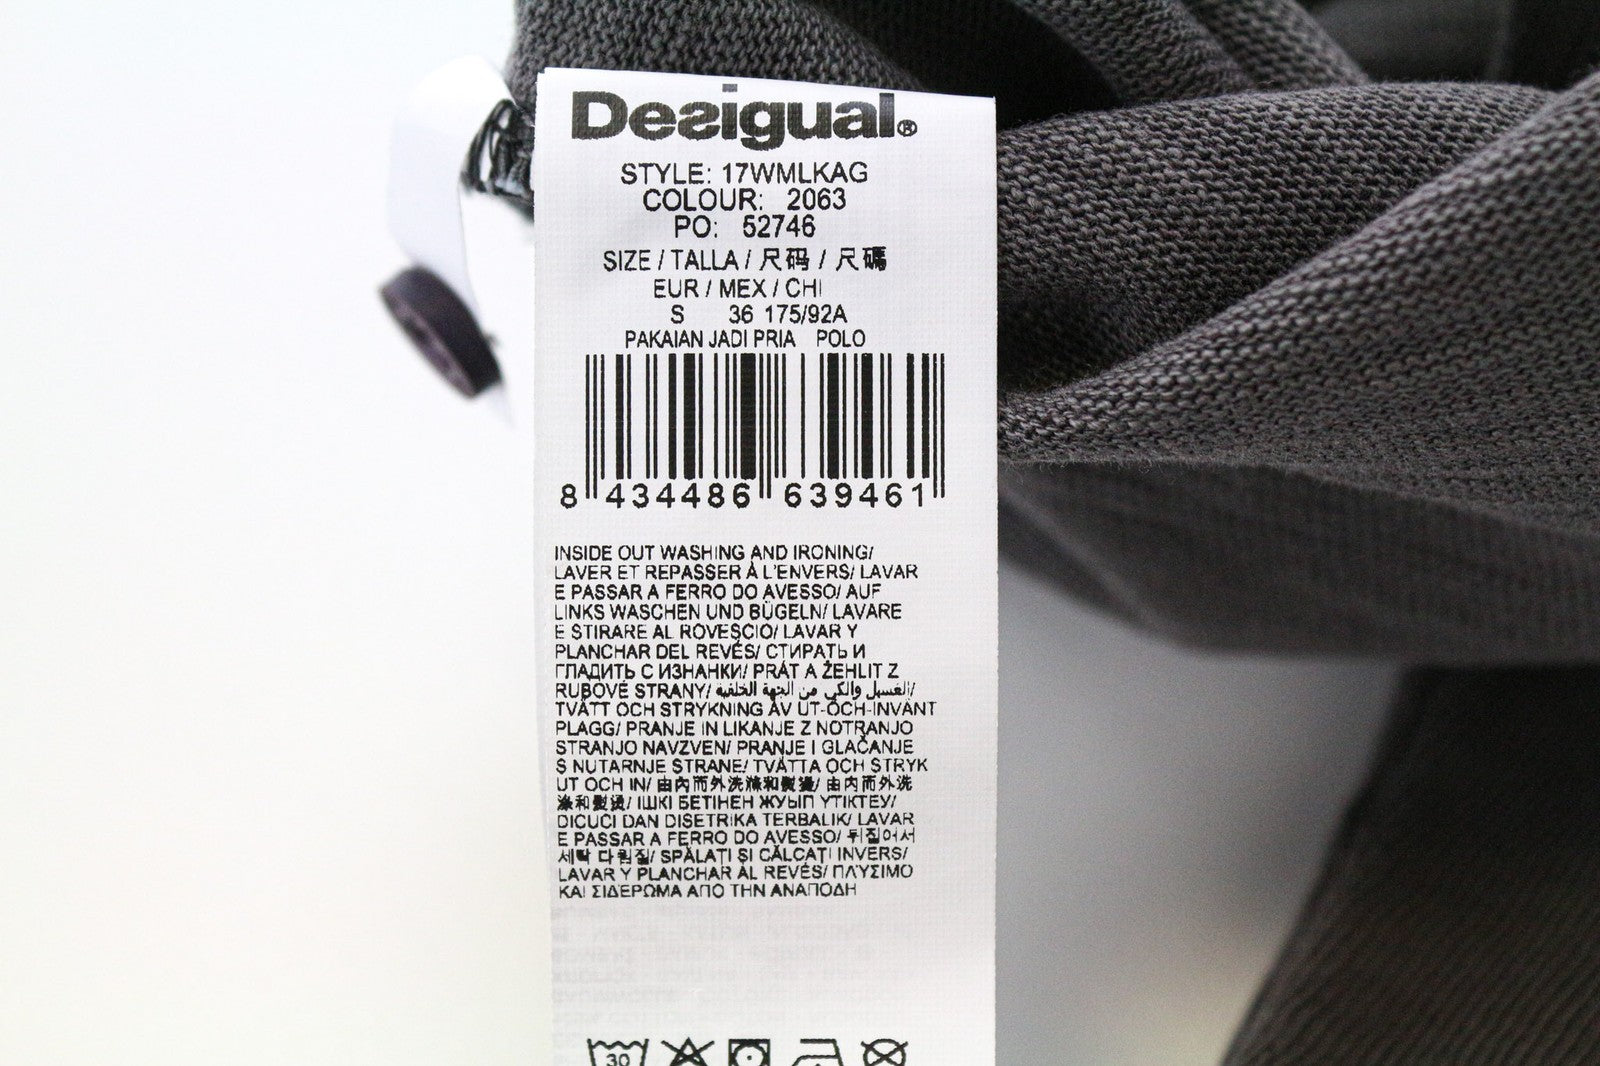 Desigual®
STYLE: 17WMLKAG
COLOUR: 2063
PO: 52746
SIZE / TALLA / 尺码 / 尺碼
EUR / MEX / CHI
S 36 175/92A
PAKAIAN JADI PRIA POLO
8 434486 639461
INSIDE OUT WASHING AND IRONING/
LAVER ET REPASSER À L'ENVERS/ LAVAR
E PASSAR A FERRO DO AVESSO/ AUF
LINKS WASCHEN UND BÜGELN/ LAVARE
E STIRARE AL ROVESCIO/ LAVAR Y
PLANCHAR DEL REVÉS/ СТИРАТЬ И
ГЛАДИТЬ С ИЗНАНКИ/ PRÁT A ŽEHLIT Z
RUBOVÉ STRANY/ الغسيل والكي من الجهة الخلفية/
TVÄTT OCH STRYKNING AV UT-OCH-INVÄNT
PLAGG/ PRANJE IN LIKANJE Z NOTRANJO
STRANJO NAVZVEN/ PRANJE I GLAČANJE
S NUTARNJE STRANE/ TVÄTTA OCH STRYK
UT OCH IN/ 由內而外洗滌和熨燙/ 由内而外洗
涤和熨烫/ ІШКІ БЕТІНЕН ЖУЫП ҮТІКТЕУ/
DICUCI DAN DISETRIKA TERBALIK/ LAVAR
E PASSAR A FERRO DO AVESSO/ 뒤집어서
세탁 다림질/ SPĂLAȚI ȘI CĂLCAȚI INVERS/
LAVAR Y PLANCHAR AL REVÉS/ ΠΛΎΣΙΜΟ
ΚΑΙ ΣΙΔΈΡΩΜΑ ΑΠΟ ΤΗΝ ΑΝΑΠΟΔΗ
30